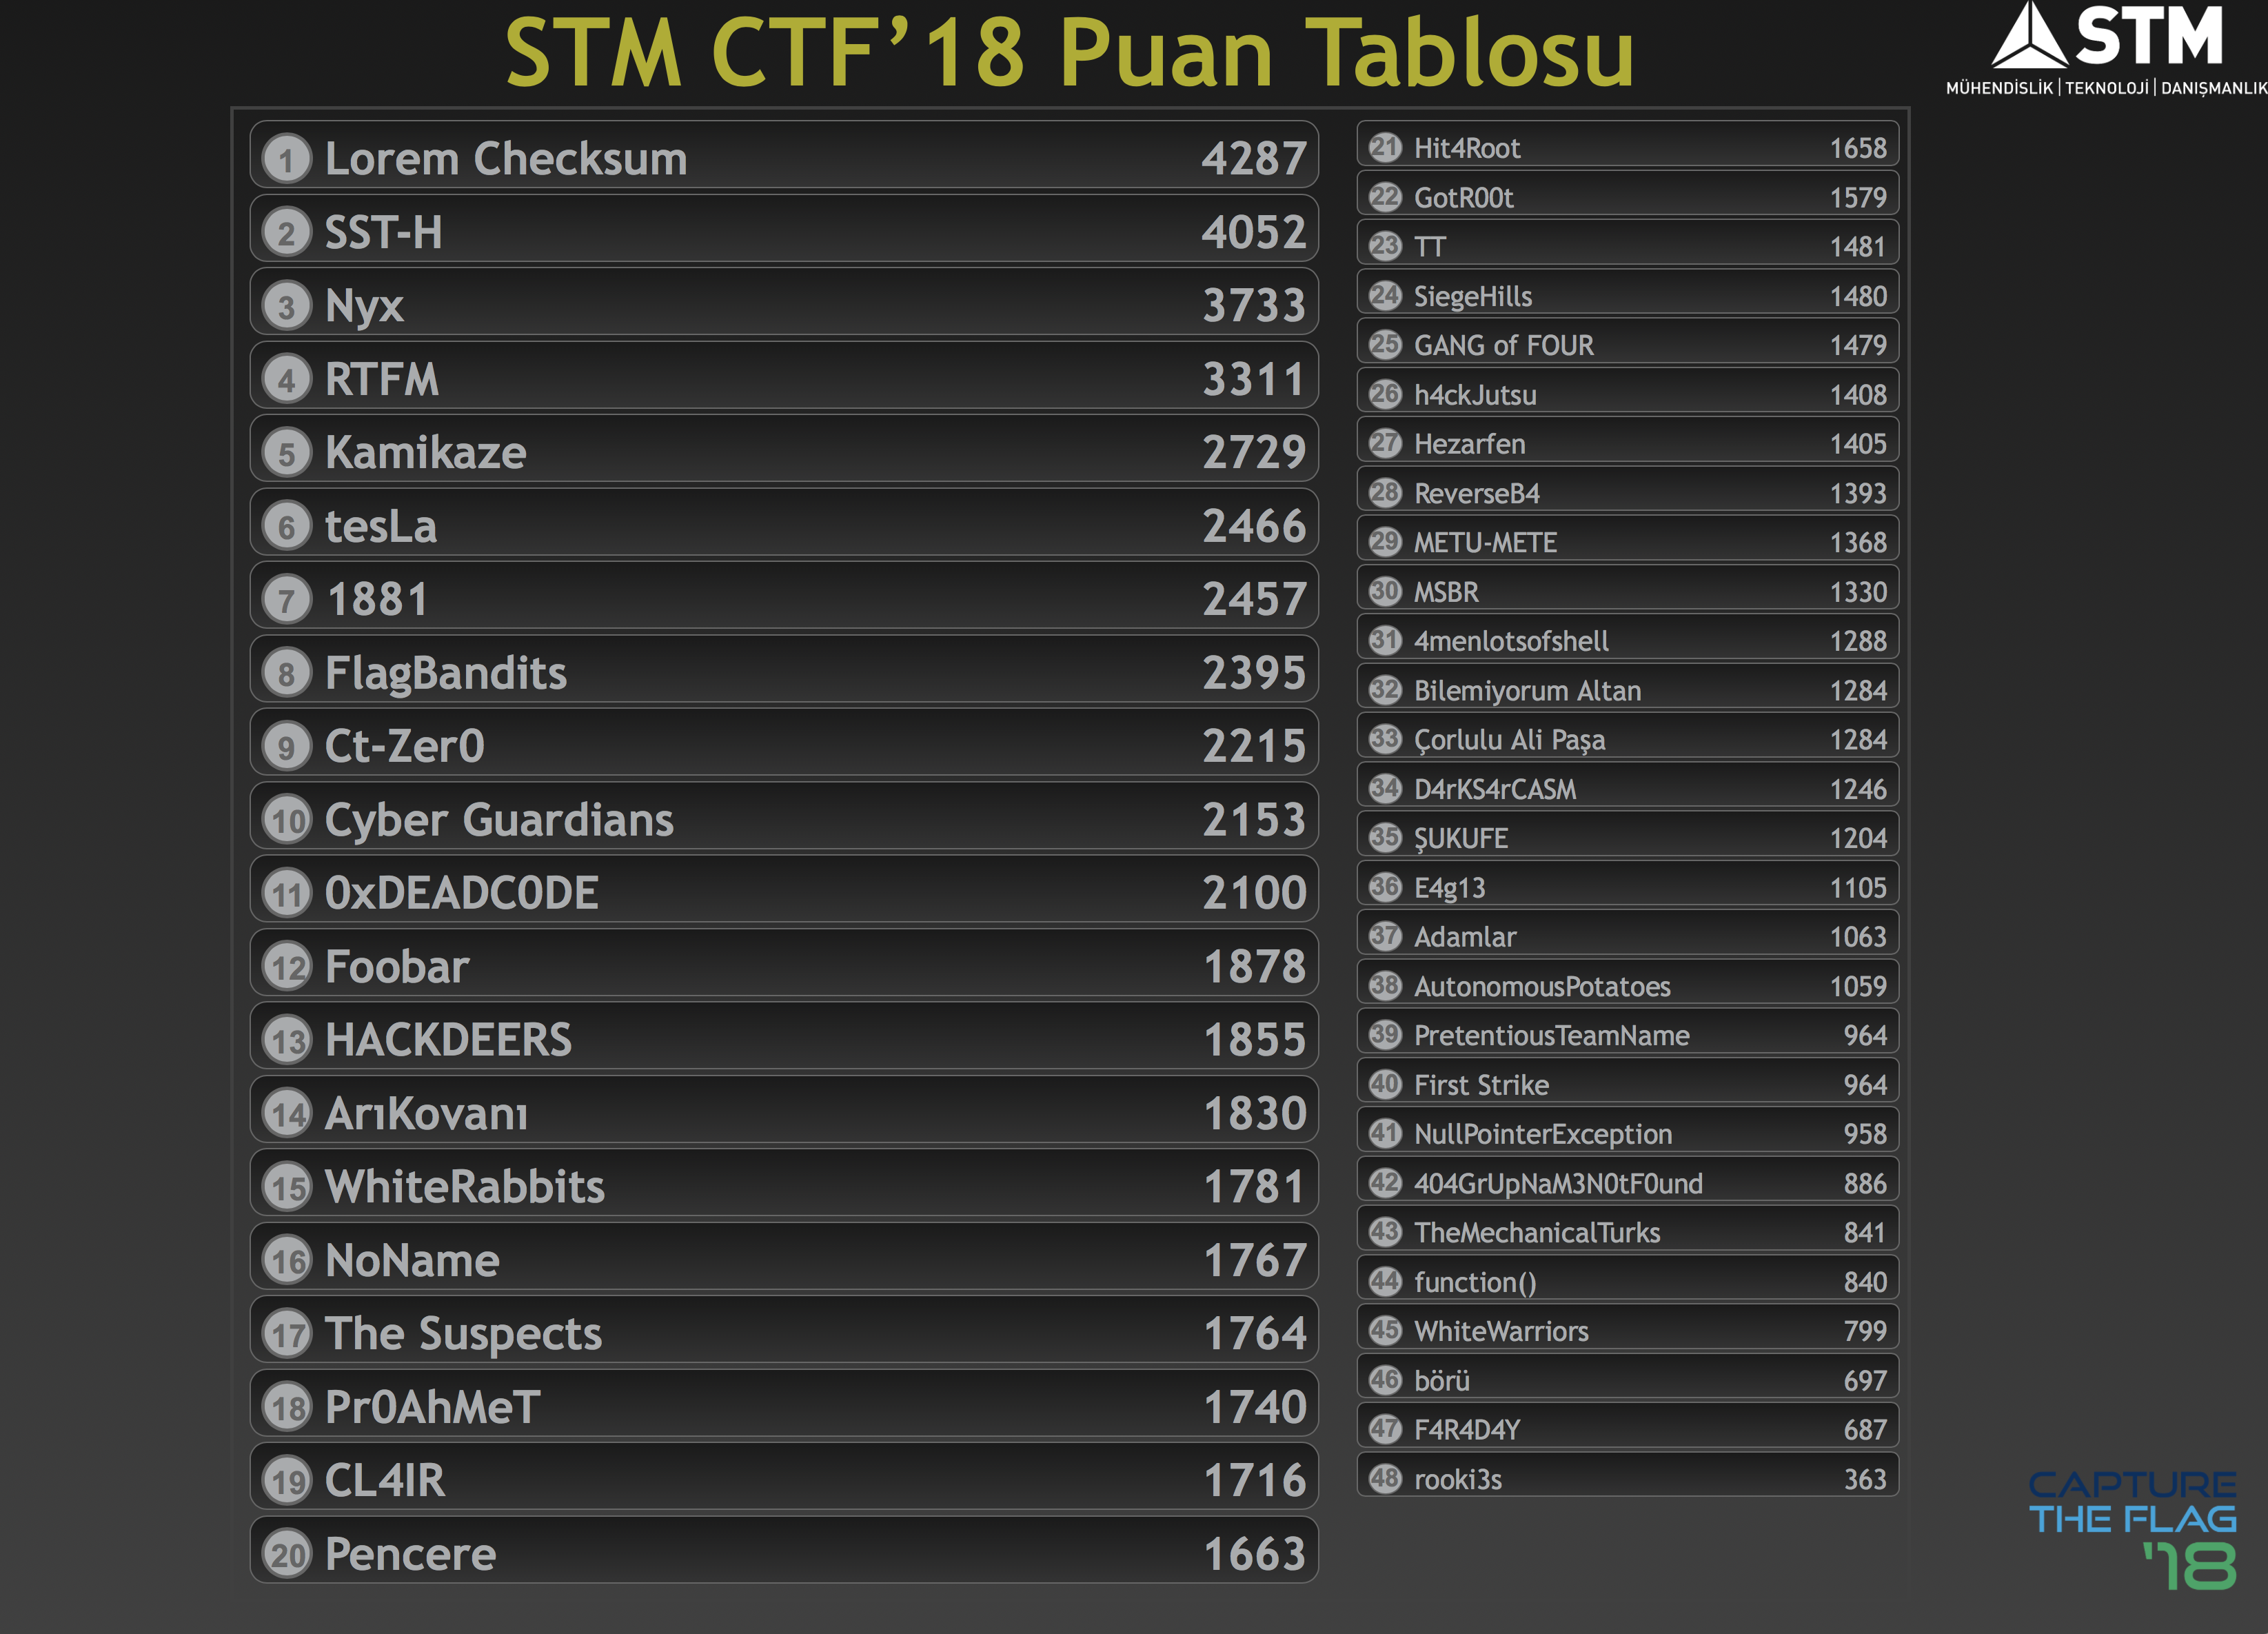 STM CTF’18 Puan Tablosu
STM
MÜHENDİSLİK | TEKNOLOJİ | DANIŞMANLIK
1 Lorem Checksum 4287
2 SST-H 4052
3 Nyx 3733
4 RTFM 3311
5 Kamikaze 2729
6 tesLa 2466
7 1881 2457
8 FlagBandits 2395
9 Ct-Zer0 2215
10 Cyber Guardians 2153
11 0xDEADC0DE 2100
12 Foobar 1878
13 HACKDEERS 1855
14 ArıKovanı 1830
15 WhiteRabbits 1781
16 NoName 1767
17 The Suspects 1764
18 Pr0AhMeT 1740
19 CL4IR 1716
20 Pencere 1663
21 Hit4Root 1658
22 GotR00t 1579
23 TT 1481
24 SiegeHills 1480
25 GANG of FOUR 1479
26 h4ckJutsu 1408
27 Hezarfen 1405
28 ReverseB4 1393
29 METU-METE 1368
30 MSBR 1330
31 4menlotsofshell 1288
32 Bilemiyorum Altan 1284
33 Çorlulu Ali Paşa 1284
34 D4rKS4rCASM 1246
35 ŞUKUFE 1204
36 E4g13 1105
37 Adamlar 1063
38 AutonomousPotatoes 1059
39 PretentiousTeamName 964
40 First Strike 964
41 NullPointerException 958
42 404GrUpNaM3N0tF0und 886
43 TheMechanicalTurks 841
44 function() 840
45 WhiteWarriors 799
46 börü 697
47 F4R4D4Y 687
48 rooki3s 363
CAPTURE
THE FLAG
'18